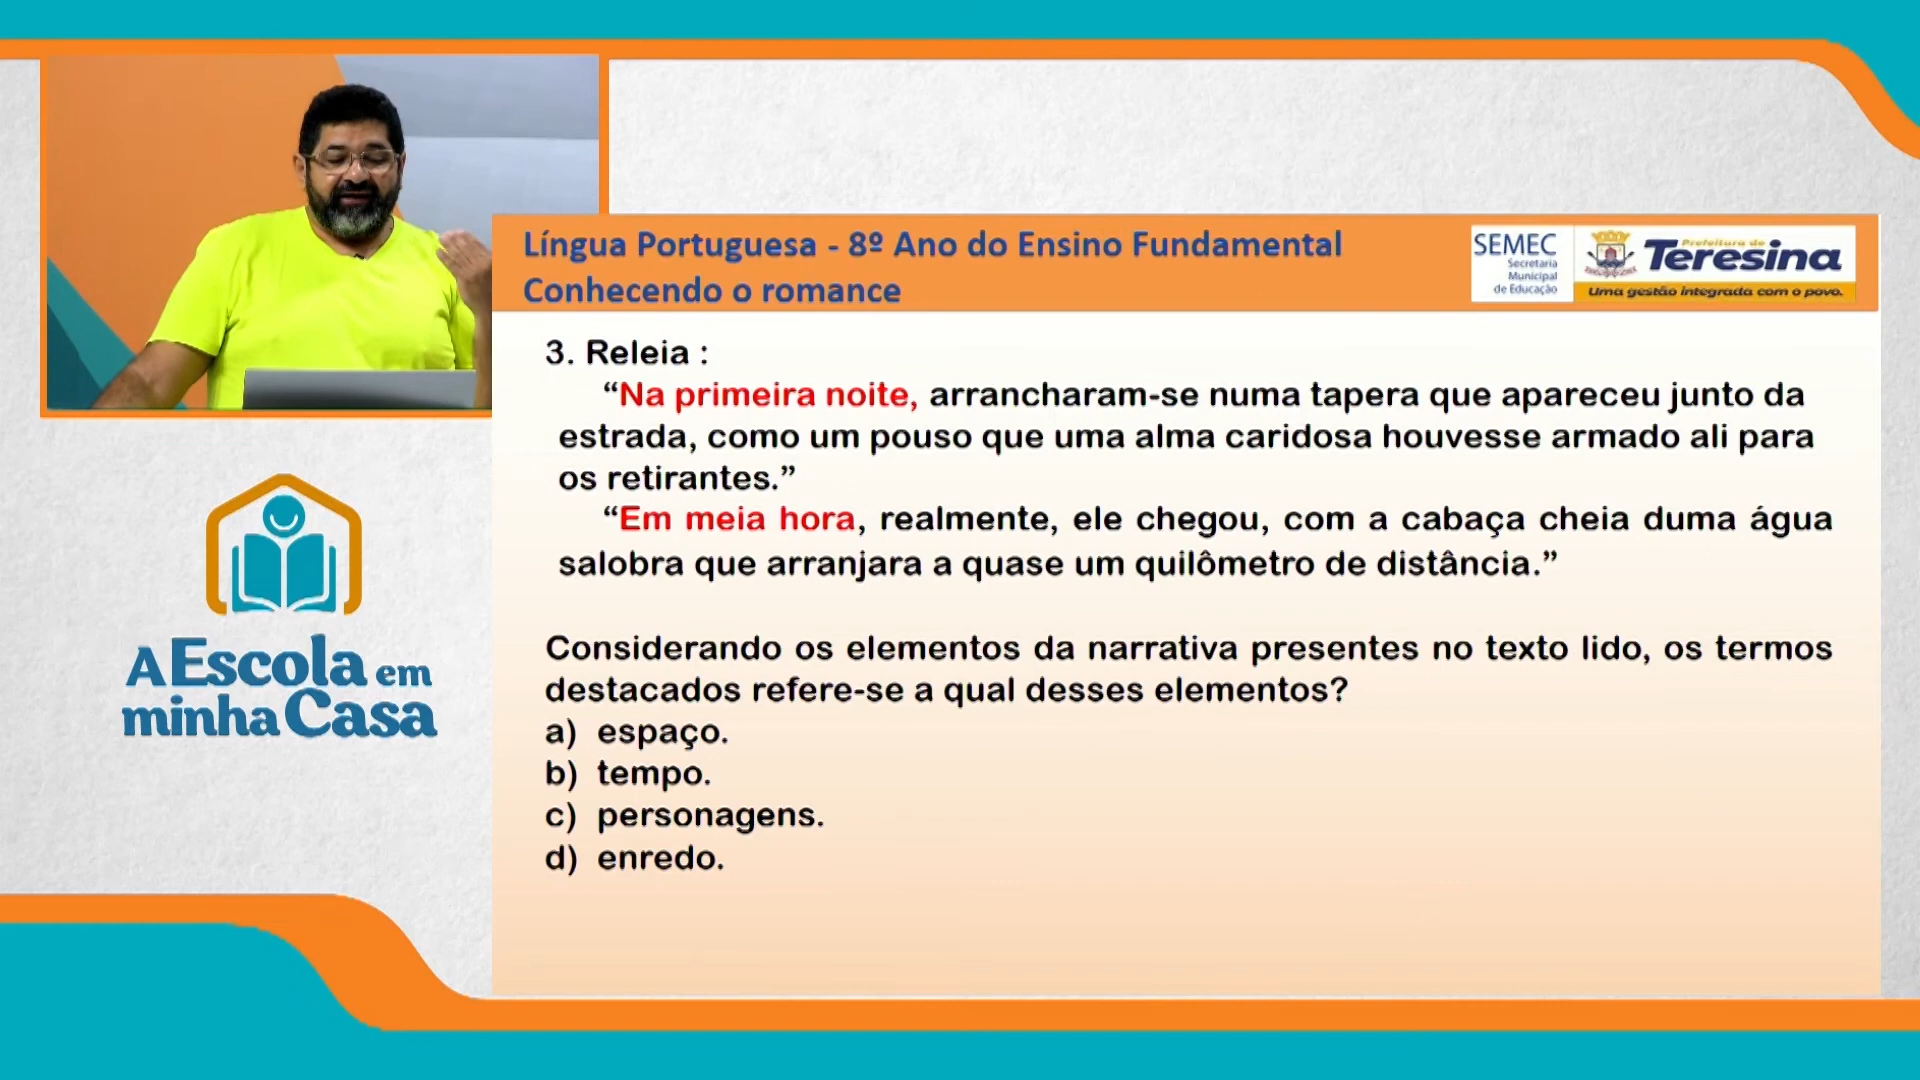 Língua Portuguesa - 8º Ano do Ensino Fundamental
Conhecendo o romance
SEMEC
Secretaria
Municipal
de Educação
Prefeitura de
Teresina
Uma gestão integrada com o povo.
3. Releia :
“Na primeira noite, arrancharam-se numa tapera que apareceu junto da
estrada, como um pouso que uma alma caridosa houvesse armado ali para
os retirantes.”
“Em meia hora, realmente, ele chegou, com a cabaça cheia duma água
salobra que arranjara a quase um quilômetro de distância.”
Considerando os elementos da narrativa presentes no texto lido, os termos
destacados refere-se a qual desses elementos?
a) espaço.
b) tempo.
c) personagens.
d) enredo.
A Escola em
minha Casa